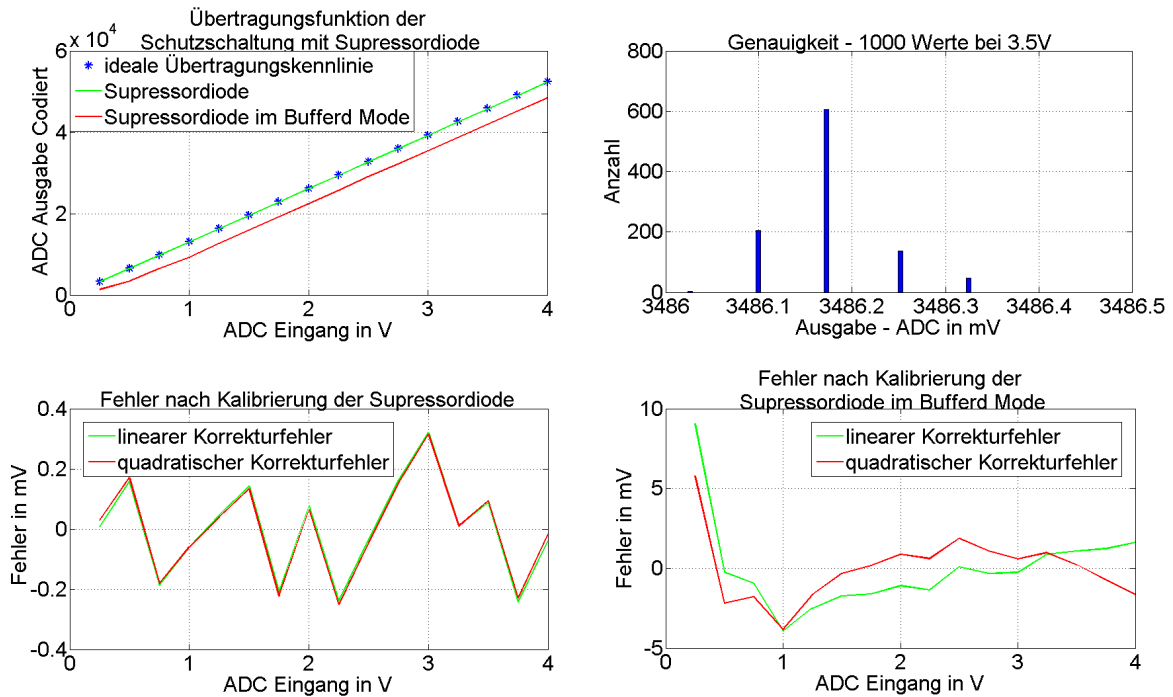 Übertragungsfunktion der
Schutzschaltung mit Supressordiode
x 10⁴
6
4
2
0
ADC Ausgabe Codiert
ideale Übertragungskennlinie
Supressordiode
Supressordiode im Bufferd Mode
0 1 2 3 4
ADC Eingang in V
Genauigkeit - 1000 Werte bei 3.5V
800
600
400
200
0
Anzahl
3486 3486.1 3486.2 3486.3 3486.4 3486.5
Ausgabe - ADC in mV
Fehler nach Kalibrierung der Supressordiode
0.4
0.2
0
-0.2
-0.4
Fehler in mV
linearer Korrekturfehler
quadratischer Korrekturfehler
0 1 2 3 4
ADC Eingang in V
Fehler nach Kalibrierung der
Supressordiode im Bufferd Mode
10
5
0
-5
Fehler in mV
linearer Korrekturfehler
quadratischer Korrekturfehler
0 1 2 3 4
ADC Eingang in V